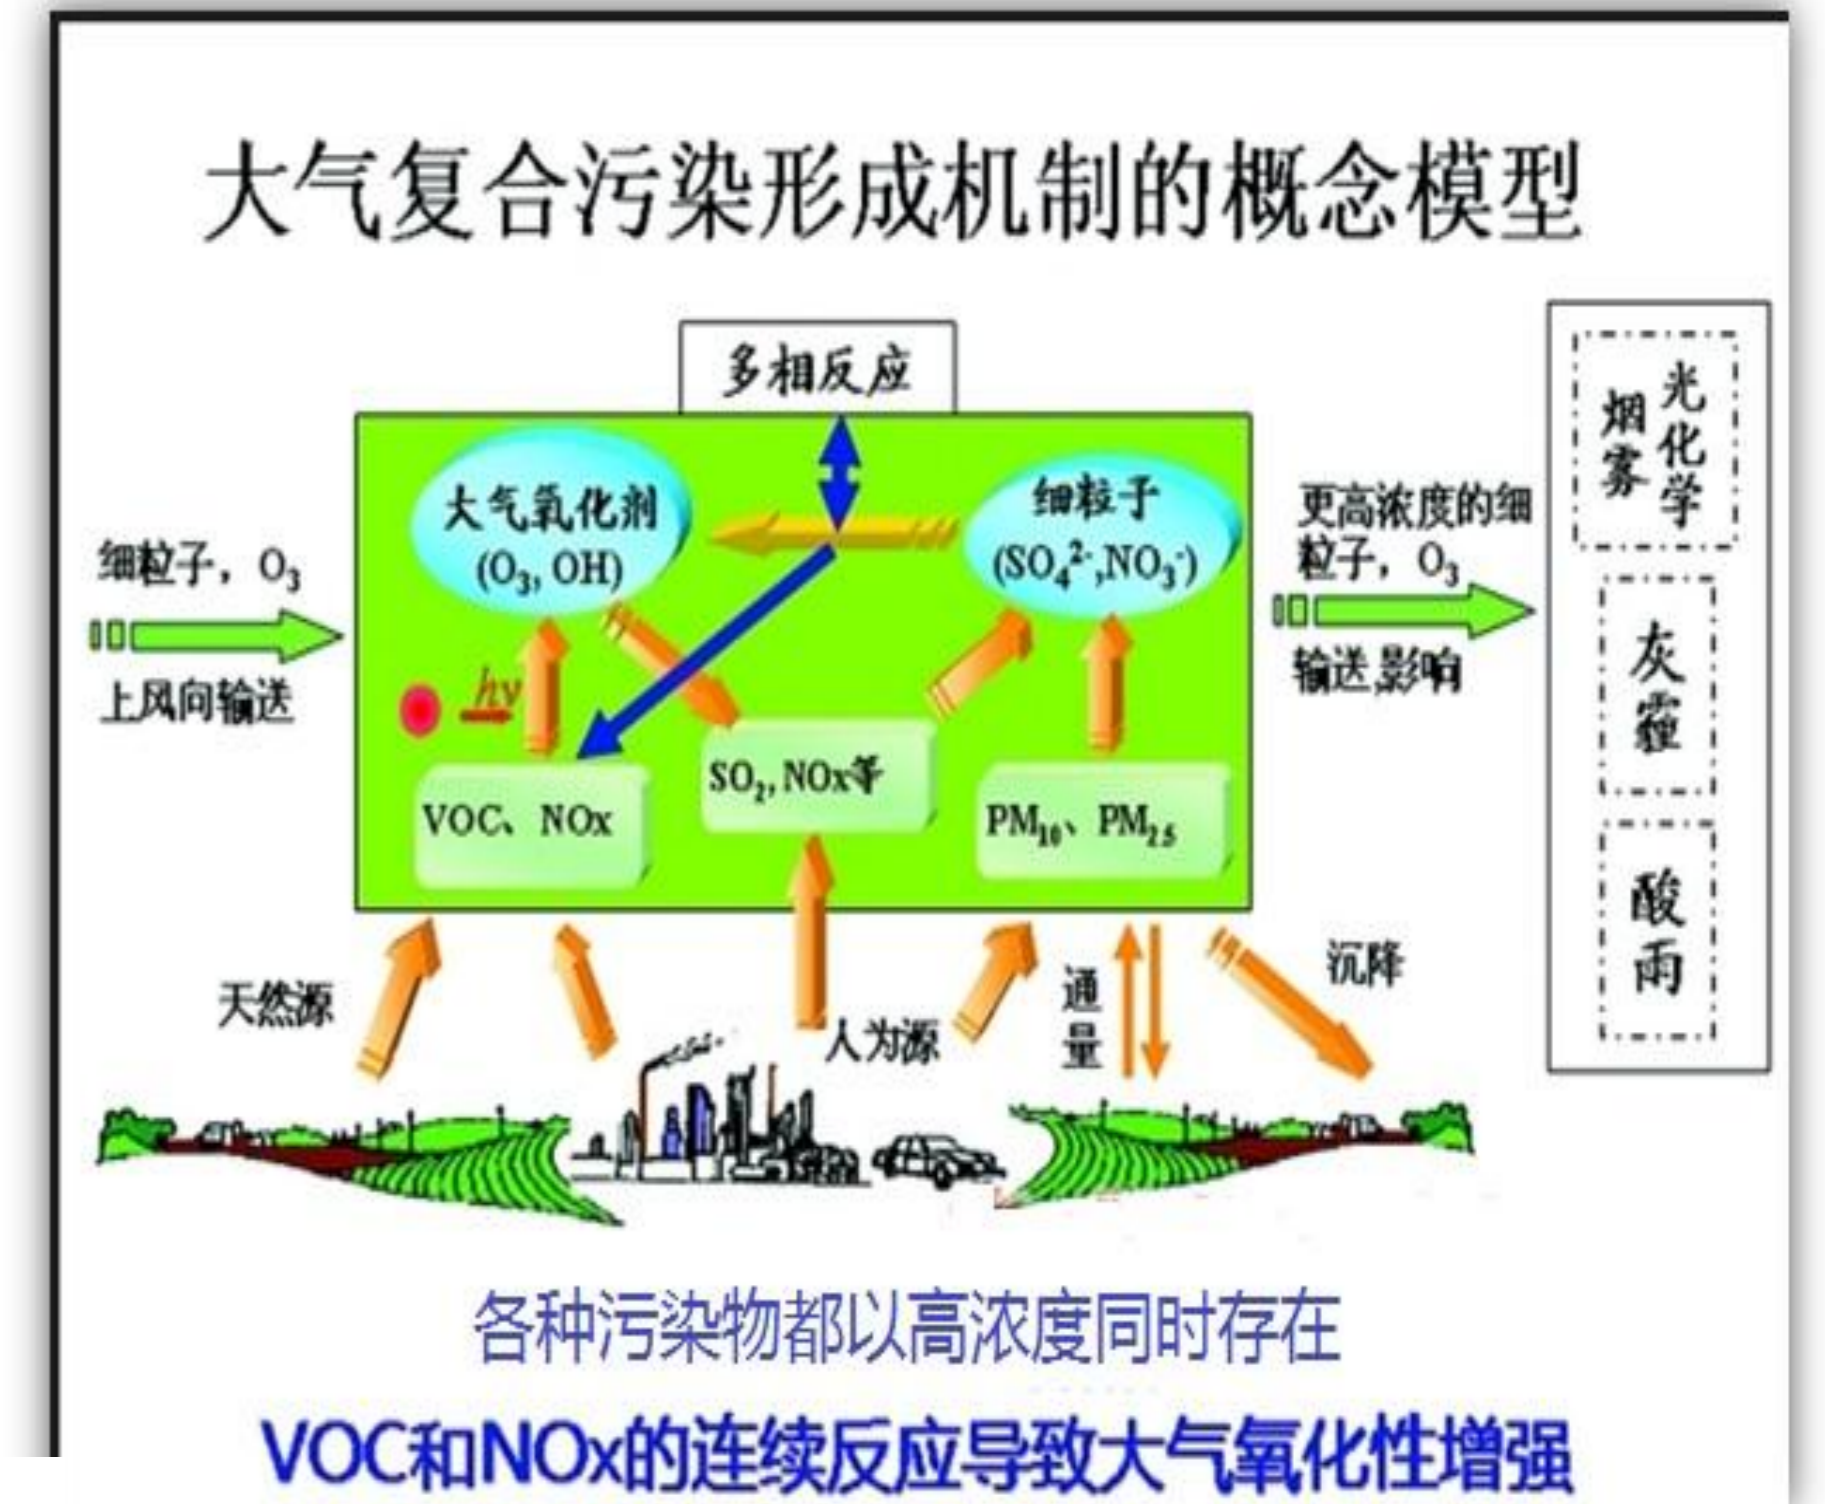 大气复合污染形成机制的概念模型
多相反应
大气氧化剂
(O₃, OH)
细粒子
(SO₄²⁻,NO₃⁻)
细粒子，O₃
上风向输送
hν
VOC、NOx
SO₂, NOx等
PM₁₀、PM₂.₅
更高浓度的细
粒子，O₃
输送,影响
光化学
烟雾
灰霾
酸雨
天然源
人为源
通量
沉降
各种污染物都以高浓度同时存在
VOC和NOx的连续反应导致大气氧化性增强